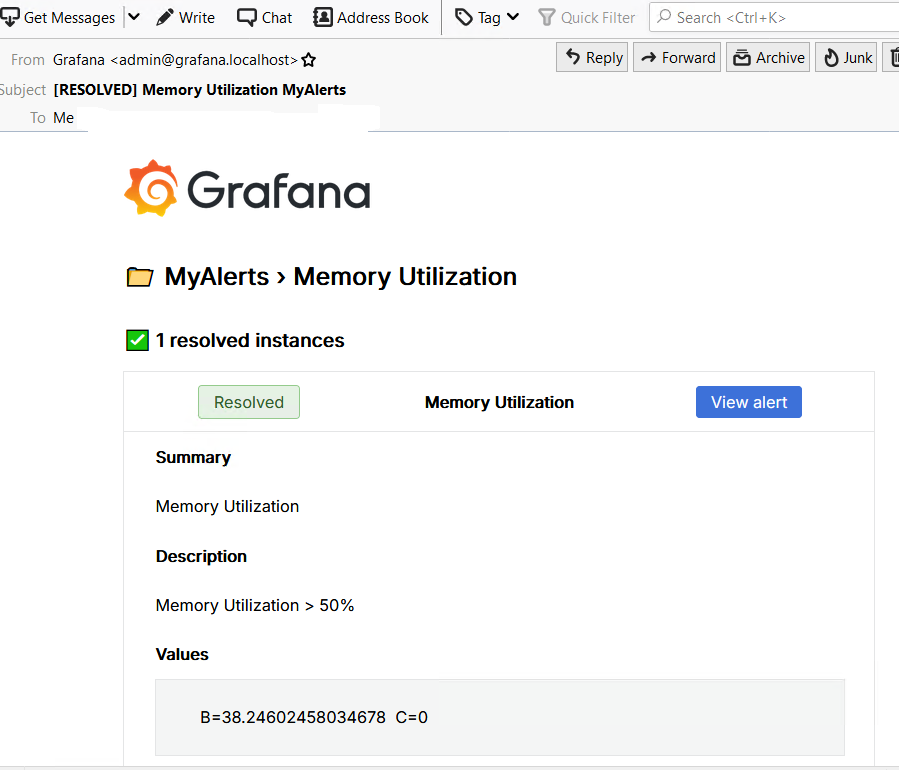 Get Messages Write Chat Address Book Tag Quick Filter Search <Ctrl+K>
From Grafana <admin@grafana.localhost> Reply Forward Archive Junk
Subject [RESOLVED] Memory Utilization MyAlerts
To Me
Grafana
MyAlerts › Memory Utilization
1 resolved instances
Resolved Memory Utilization View alert
Summary
Memory Utilization
Description
Memory Utilization > 50%
Values
B=38.24602458034678 C=0